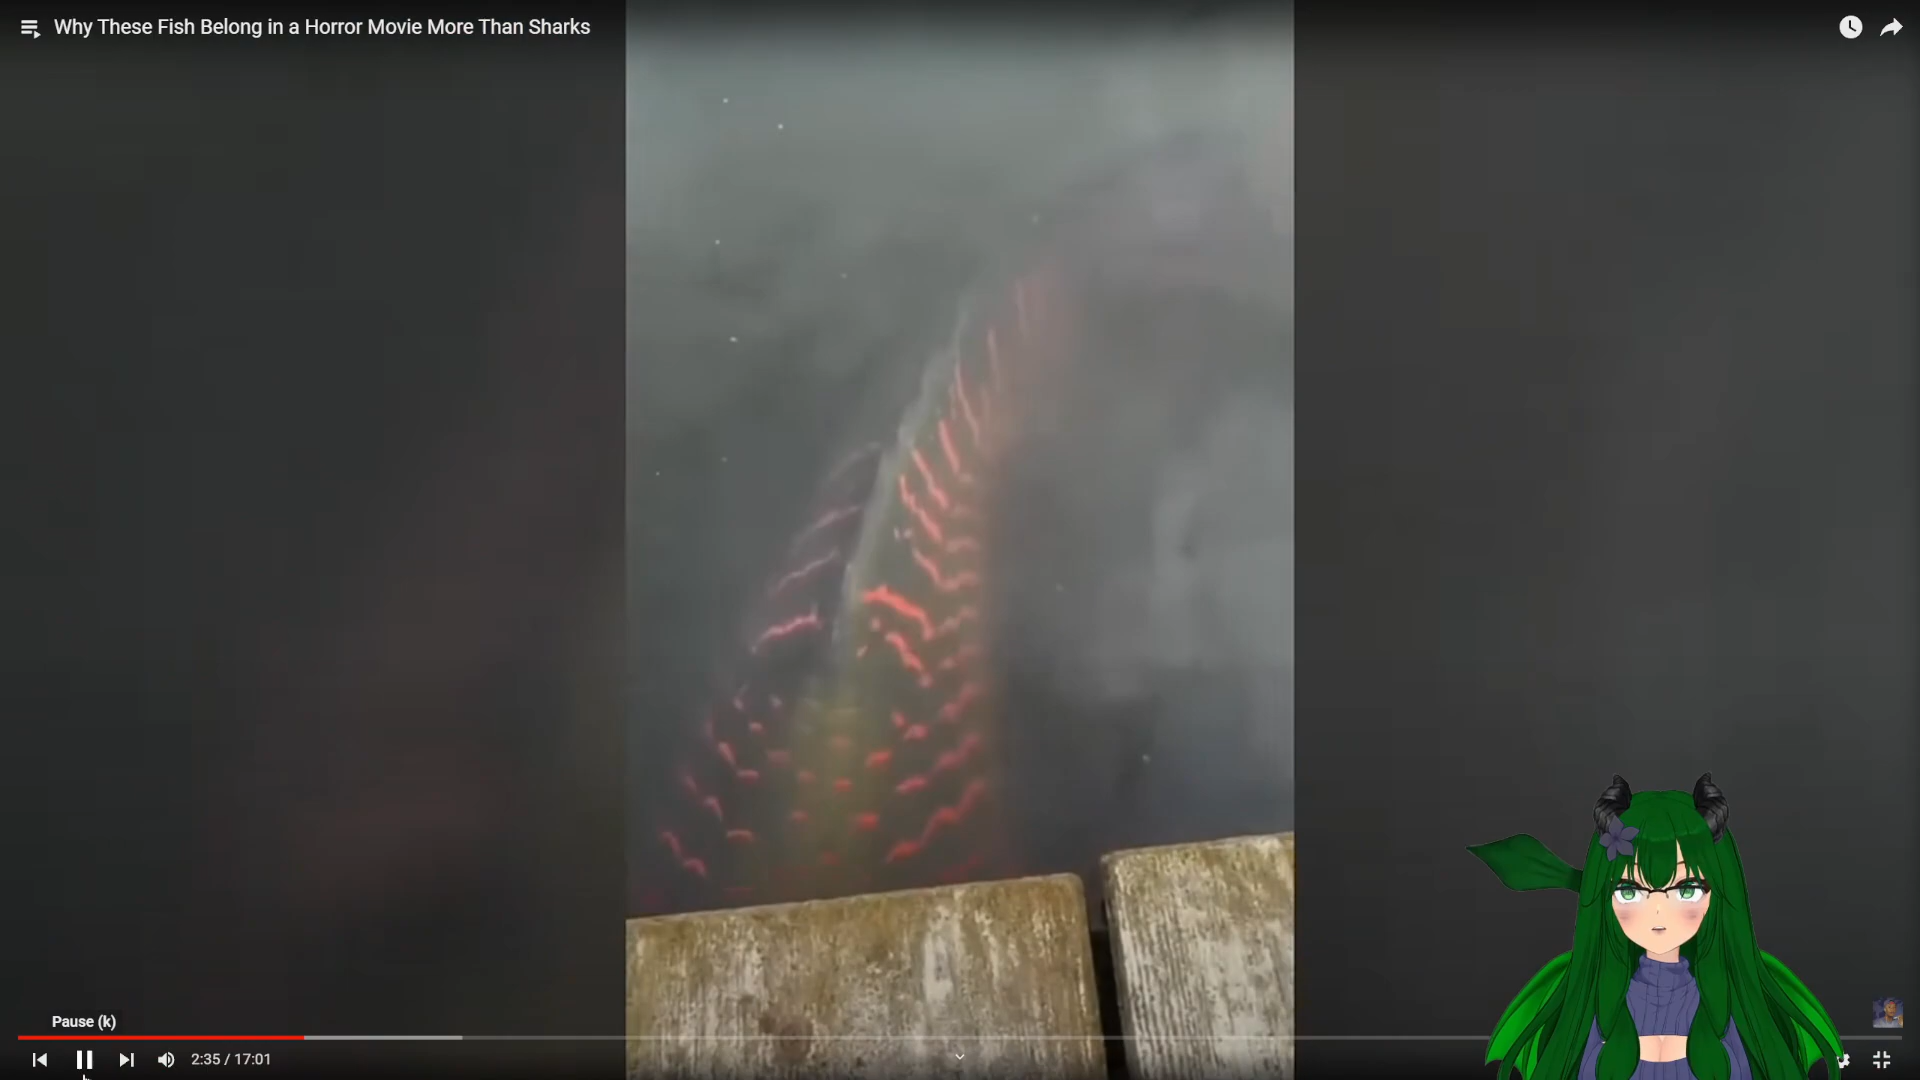 Why These Fish Belong in a Horror Movie More Than Sharks
Pause (k)
2:35 / 17:01